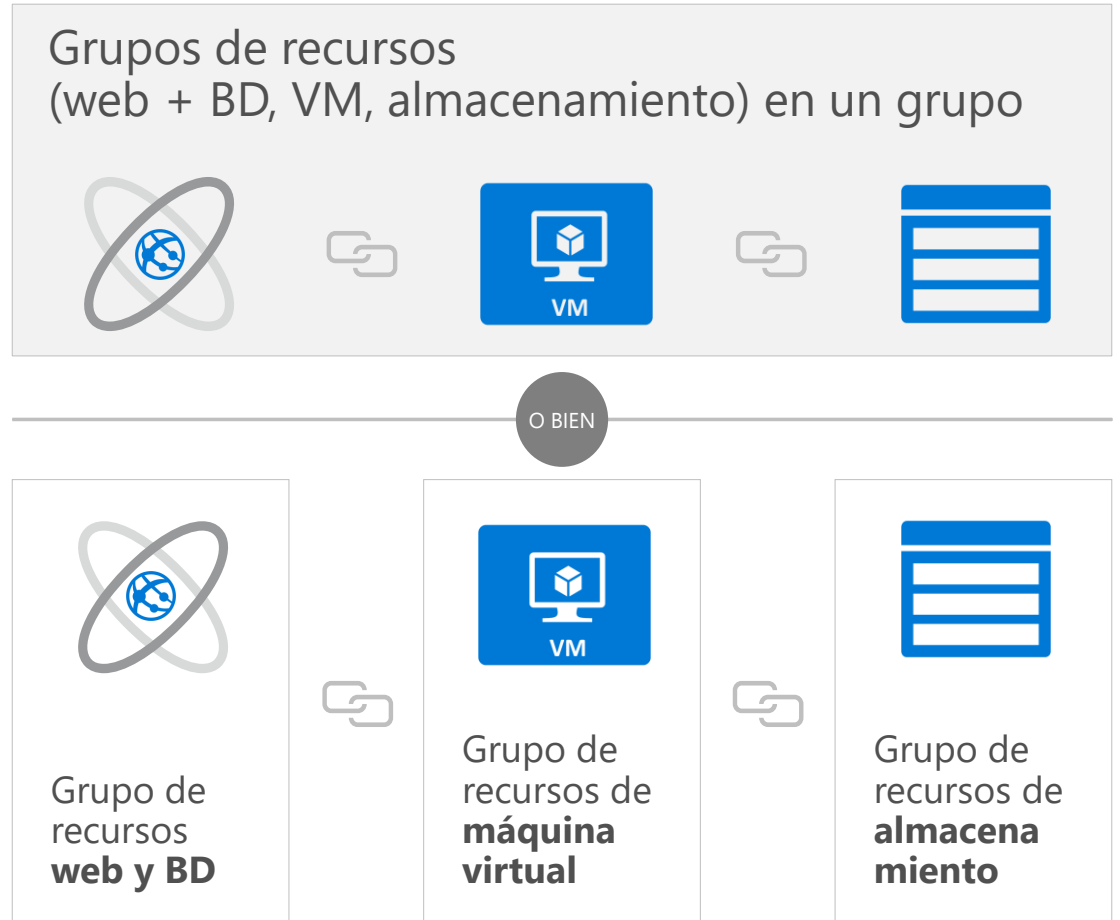 Grupos de recursos
(web + BD, VM, almacenamiento) en un grupo
VM
O BIEN
VM
Grupo de
recursos
web y BD
Grupo de
recursos de
máquina
virtual
Grupo de
recursos de
almacena
miento